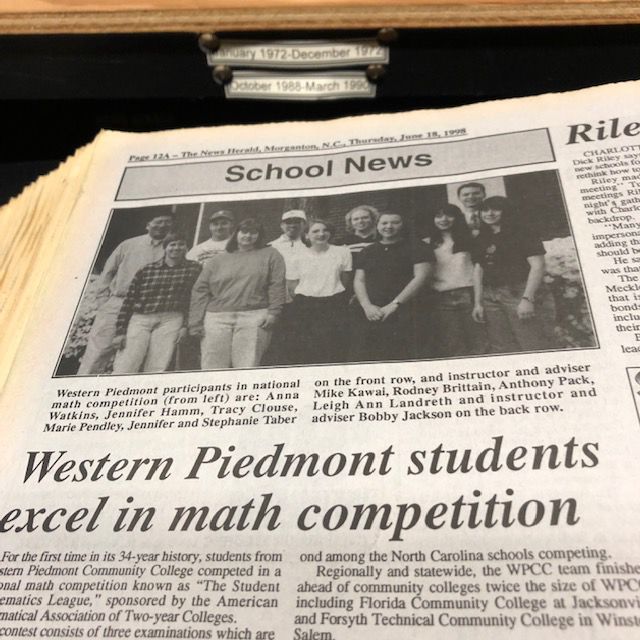 January 1972-December 1972
October 1988-March 1990
Page 12A – The News Herald, Morganton, N.C., Thursday, June 18, 1998
School News
Western Piedmont participants in national
math competition (from left) are: Anna
Watkins, Jennifer Hamm, Tracy Clouse,
Marie Pendley, Jennifer and Stephanie Taber
on the front row, and instructor and adviser
Mike Kawai, Rodney Brittain, Anthony Pack,
Leigh Ann Landreth and instructor and
adviser Bobby Jackson on the back row.
Western Piedmont students
excel in math competition
For the first time in its 34-year history, students from
stern Piedmont Community College competed in a
onal math competition known as "The Student
ematics League," sponsored by the American
matical Association of Two-year Colleges.
contest consists of three examinations which are
ond among the North Carolina schools competing.
Regionally and statewide, the WPCC team finishe
ahead of community colleges twice the size of WPC
including Florida Community College at Jacksonvi
and Forsyth Technical Community College in Wins
Salem.
Rile
CHARLOTT
Dick Riley say
new schools fo
rethink how to
Riley mad
meeting" T
meetings Ri
night's gath
with Charlo
backdrop.
"Many
impersona
adding th
should be
He sa
was tha
The
Meckle
that i
bonds
inclu
for t
E
leac